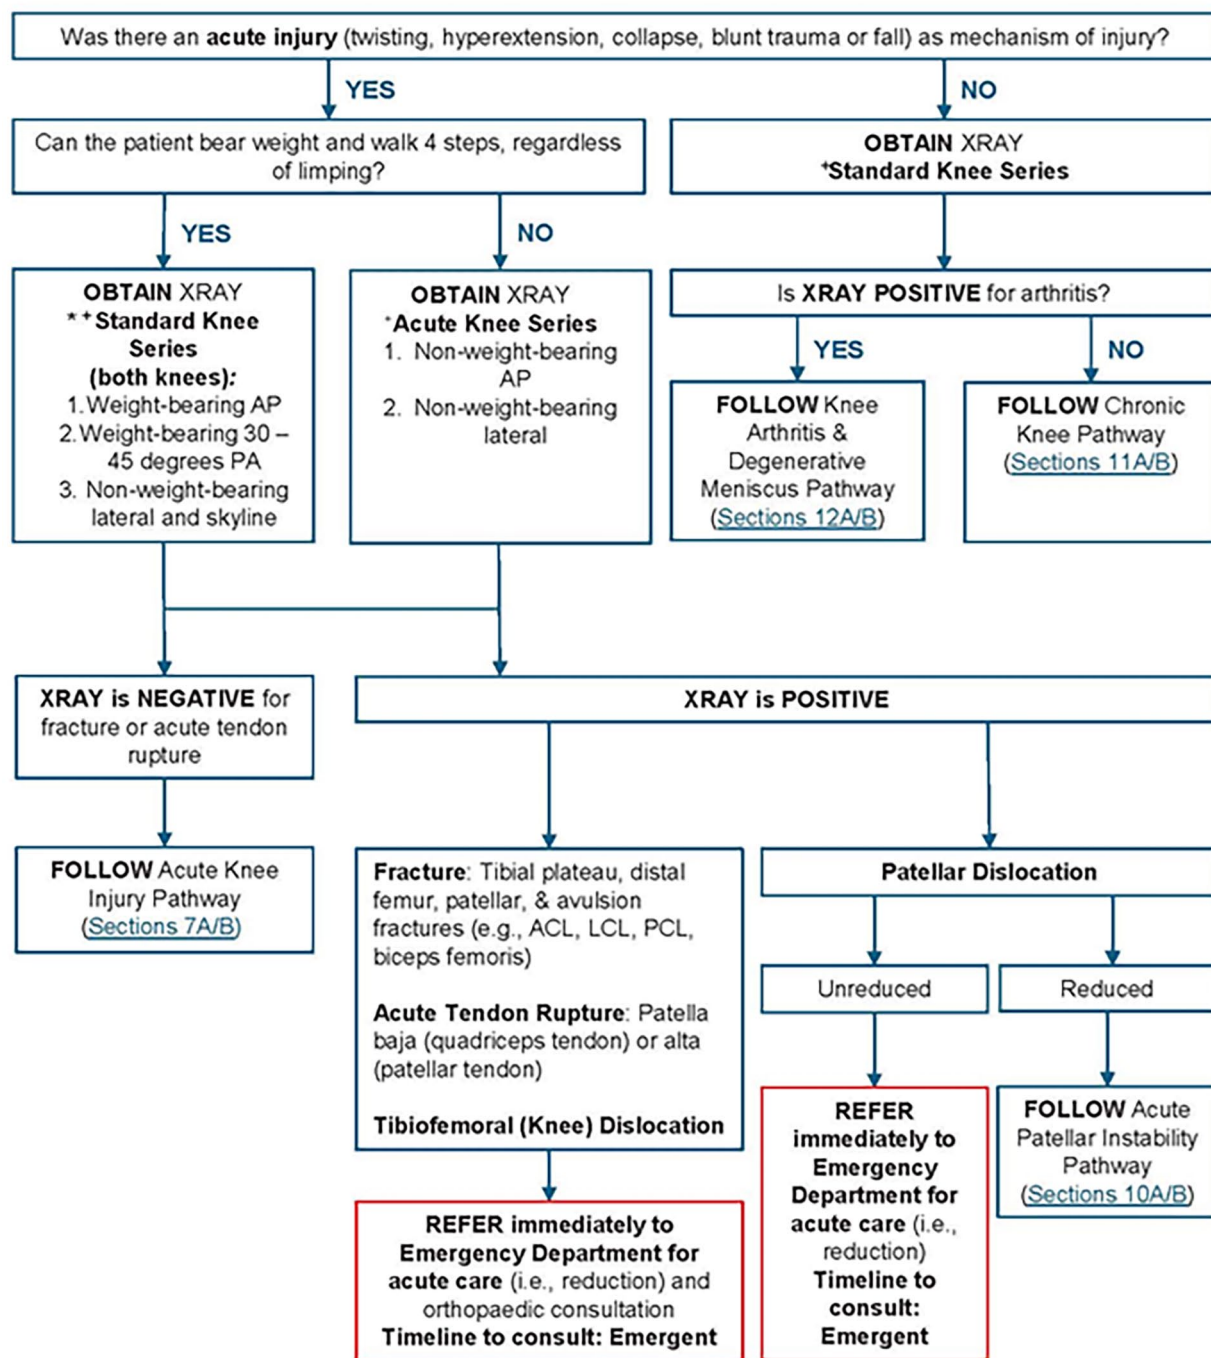 Was there an acute injury (twisting, hyperextension, collapse, blunt trauma or fall) as mechanism of injury?
YES
NO
Can the patient bear weight and walk 4 steps, regardless
of limping?
OBTAIN XRAY
+Standard Knee Series
YES
NO
OBTAIN XRAY
*+Standard Knee
Series
(both knees):
1. Weight-bearing AP
2. Weight-bearing 30 –
45 degrees PA
3. Non-weight-bearing
lateral and skyline
OBTAIN XRAY
*Acute Knee Series
1. Non-weight-bearing
AP
2. Non-weight-bearing
lateral
Is XRAY POSITIVE for arthritis?
YES
NO
FOLLOW Knee
Arthritis &
Degenerative
Meniscus Pathway
(Sections 12A/B)
FOLLOW Chronic
Knee Pathway
(Sections 11A/B)
XRAY is NEGATIVE for
fracture or acute tendon
rupture
XRAY is POSITIVE
FOLLOW Acute Knee
Injury Pathway
(Sections 7A/B)
Fracture: Tibial plateau, distal
femur, patellar, & avulsion
fractures (e.g., ACL, LCL, PCL,
biceps femoris)
Acute Tendon Rupture: Patella
baja (quadriceps tendon) or alta
(patellar tendon)
Tibiofemoral (Knee) Dislocation
Patellar Dislocation
Unreduced
Reduced
REFER
immediately to
Emergency
Department for
acute care (i.e.,
reduction)
Timeline to
consult:
Emergent
FOLLOW Acute
Patellar Instability
Pathway
(Sections 10A/B)
REFER immediately to
Emergency Department for
acute care (i.e., reduction) and
orthopaedic consultation
Timeline to consult: Emergent